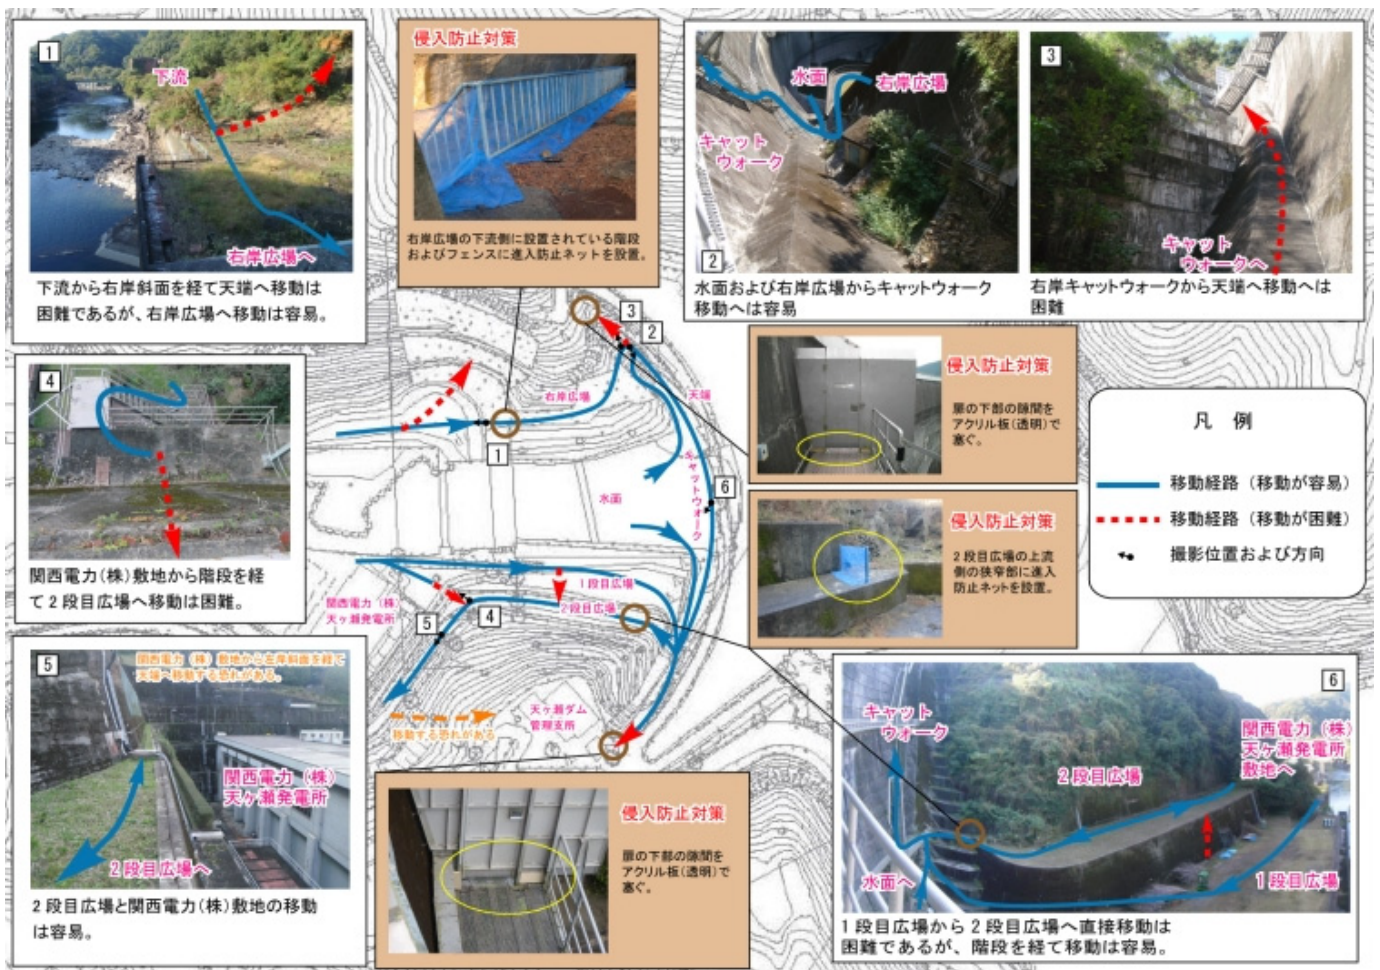 1
下流
右岸広場へ
下流から右岸斜面を経て天端へ移動は
困難であるが、右岸広場へ移動は容易。
侵入防止対策
右岸広場の下流側に設置されている階段
およびフェンスに進入防止ネットを設置。
水面
右岸広場
キャット
ウォーク
2
水面および右岸広場からキャットウォーク
移動へは容易
3
キャット
ウォークへ
右岸キャットウォークから天端へ移動へは
困難
4
関西電力(株)敷地から階段を経
て2段目広場へ移動は困難。
3
2
右岸広場
天端
1
キャットウォーク
6
水面
1段目広場
2段目広場
関西電力(株)
天ヶ瀬発電所
5
4
天ヶ瀬ダム
管理支所
移動する恐れがある
侵入防止対策
扉の下部の隙間を
アクリル板(透明)で
塞ぐ。
侵入防止対策
2段目広場の上流
側の狭窄部に進入
防止ネットを設置。
凡 例
移動経路(移動が容易)
移動経路(移動が困難)
撮影位置および方向
5
関西電力(株)敷地から左岸斜面を経て
天端へ移動する恐れがある。
関西電力(株)
天ヶ瀬発電所
2段目広場へ
2段目広場と関西電力(株)敷地の移動
は容易。
侵入防止対策
扉の下部の隙間を
アクリル板(透明)で
塞ぐ。
6
キャット
ウォーク
2段目広場
関西電力(株)
天ヶ瀬発電所
敷地へ
水面へ
1段目広場
1段目広場から2段目広場へ直接移動は
困難であるが、階段を経て移動は容易。